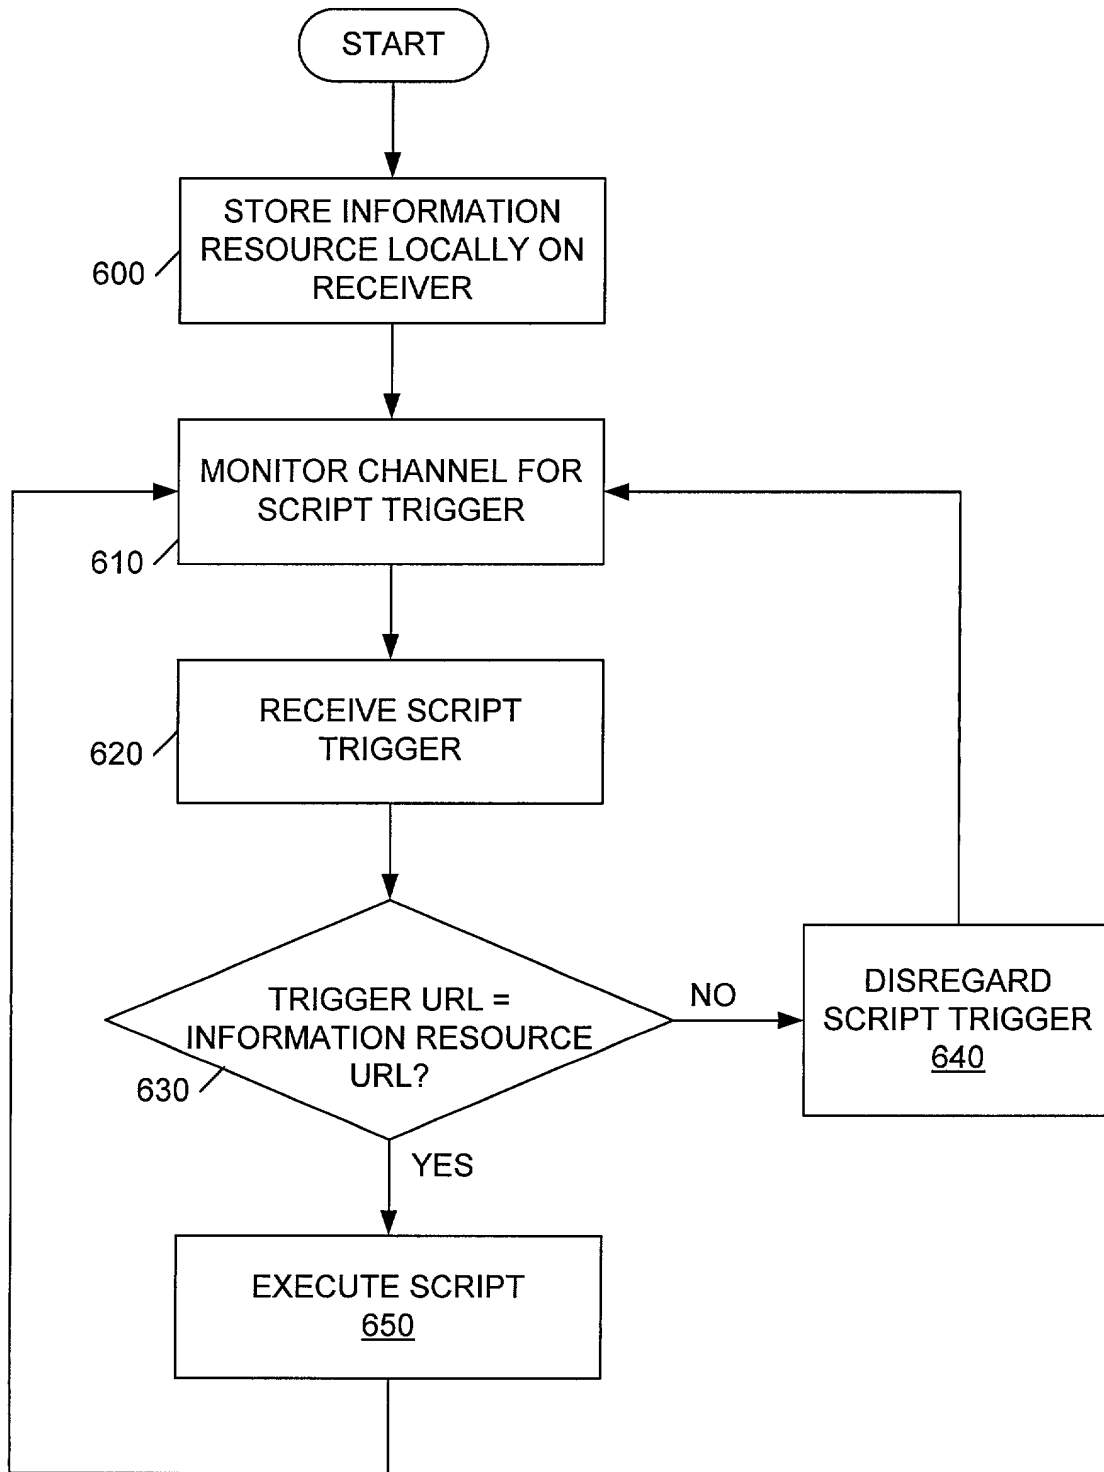 START
STORE INFORMATION
RESOURCE LOCALLY ON
RECEIVER
600
MONITOR CHANNEL FOR
SCRIPT TRIGGER
610
RECEIVE SCRIPT
TRIGGER
620
TRIGGER URL =
INFORMATION RESOURCE
URL?
630
NO
DISREGARD
SCRIPT TRIGGER
640
YES
EXECUTE SCRIPT
650